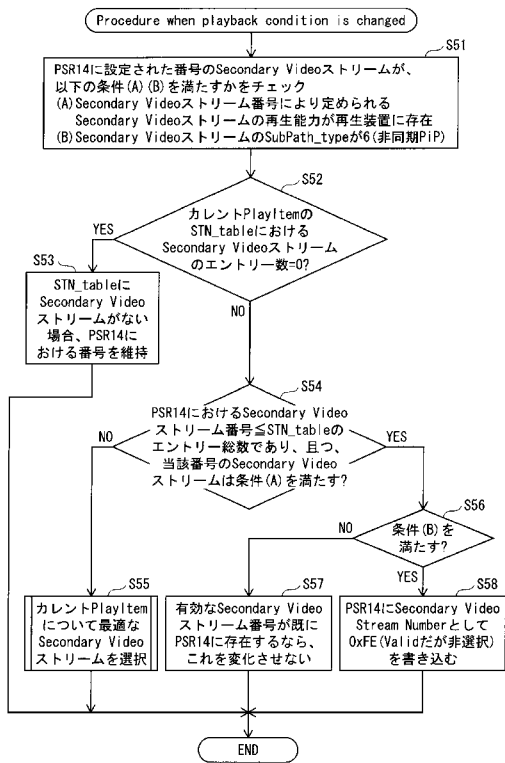 Procedure when playback condition is changed
S51
PSR14に設定された番号のSecondary Videoストリームが、
以下の条件(A)(B)を満たすかをチェック
(A)Secondary Videoストリーム番号により定められる
Secondary Videoストリームの再生能力が再生装置に存在
(B)Secondary VideoストリームのSubPath_typeが6(非同期PiP)
S52
カレントPlayItemの
STN_tableにおける
Secondary Videoストリーム
のエントリー数=0?
YES
S53
STN_tableに
Secondary Video
ストリームがない
場合、PSR14に
おける番号を維持
NO
S54
PSR14におけるSecondary Video
ストリーム番号≦STN_tableの
エントリー総数であり、且つ、
当該番号のSecondary Video
ストリームは条件(A)を満たす?
NO
YES
S56
条件(B)を
満たす?
NO
YES
S55
カレントPlayItem
について最適な
Secondary Video
ストリームを選択
S57
有効なSecondary Video
ストリーム番号が既に
PSR14に存在するなら、
これを変化させない
S58
PSR14にSecondary Video
Stream Numberとして
0xFE(Validだが非選択)
を書き込む
END